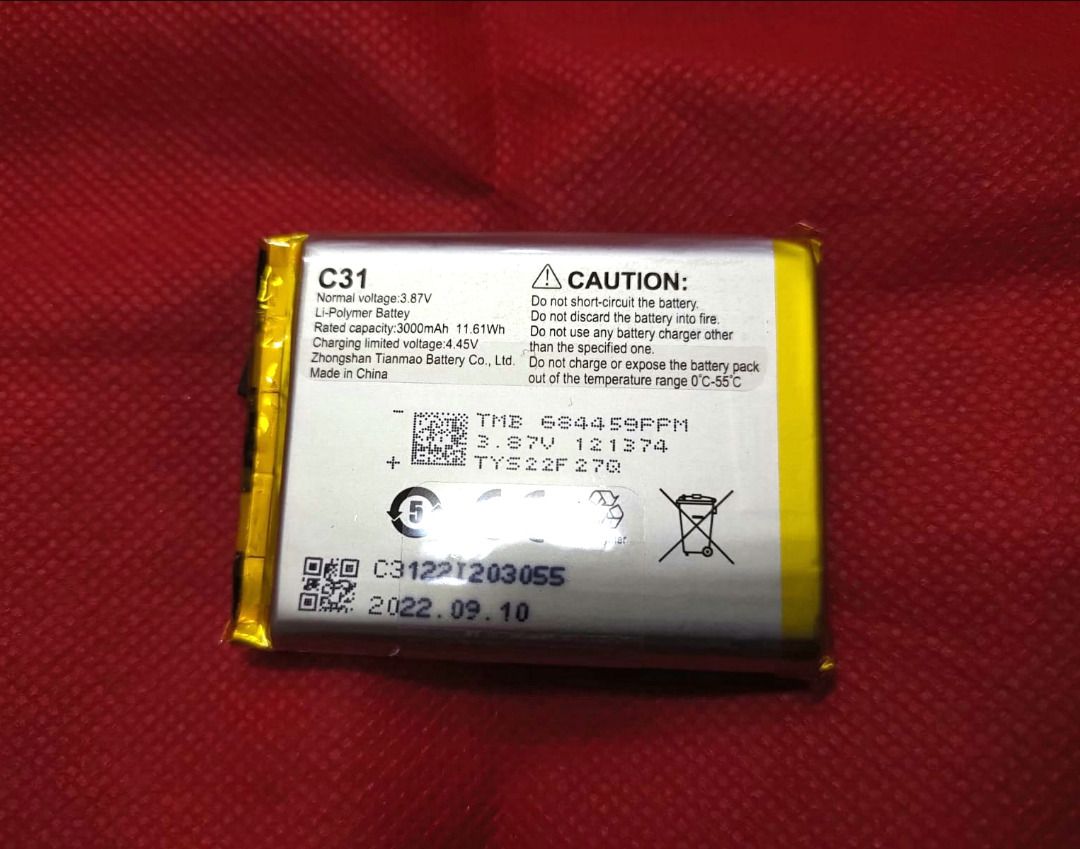 C31
Normal voltage:3.87V
Li-Polymer Battey
Rated capacity:3000mAh 11.61Wh
Charging limited voltage:4.45V
Zhongshan Tianmao Battery Co., Ltd.
Made in China
CAUTION:
Do not short-circuit the battery.
Do not discard the battery into fire.
Do not use any battery charger other
than the specified one.
Do not charge or expose the battery pack
out of the temperature range 0°C-55°C
-
+
TMB 684459PPM
3.87V 121374
TYS22F27Q
5
C3122I203055
2022.09.10